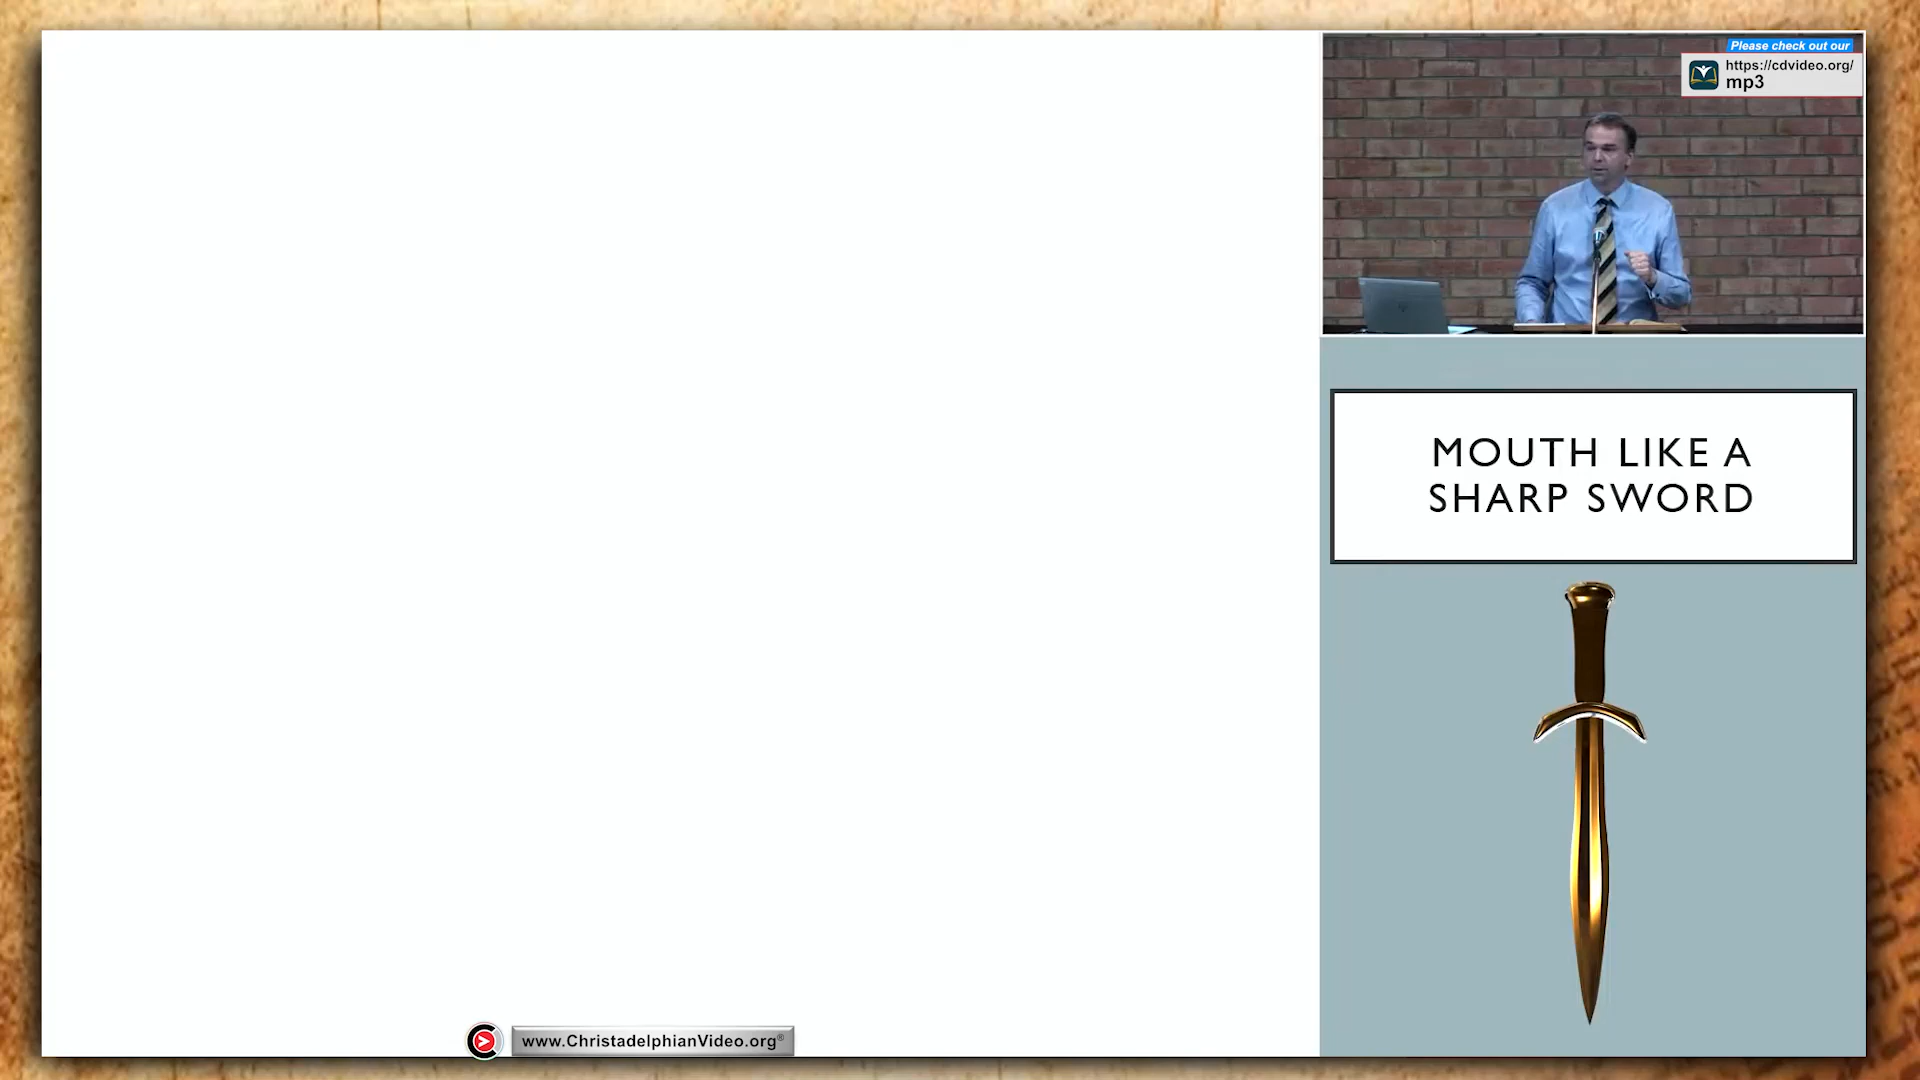 Please check out our
https://cdvideo.org/
mp3
MOUTH LIKE A
SHARP SWORD
www.ChristadelphianVideo.org®